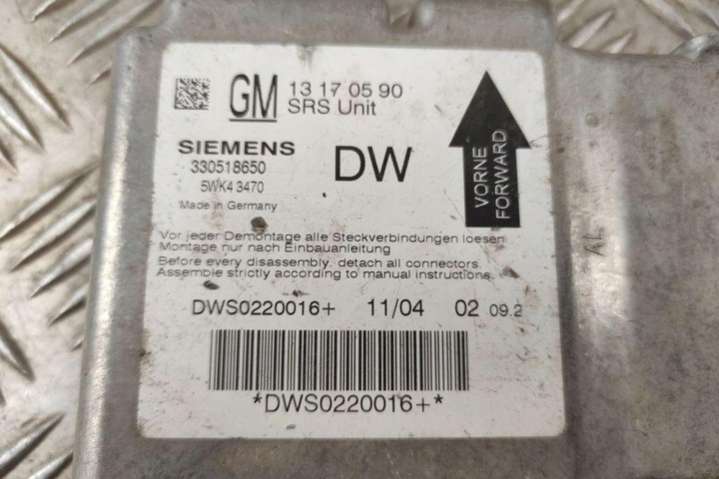 GM 13 17 05 90
SRS Unit
SIEMENS
330518650
5WK4 3470
Made in Germany
DW
VORNE
FORWARD
Vor jeder Demontage alle Steckverbindungen loesen
Montage nur nach Einbauanleitung
Before every disassembly, detach all connectors.
Assemble strictly according to manual instructions.
DWS0220016+ 11/04 02 09.2
*DWS0220016+*